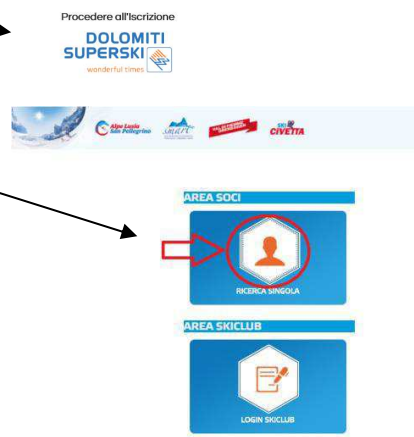 Procedere all'Iscrizione
DOLOMITI
SUPERSKI
wonderful times
Alpe Lusia
San Pellegrino
SKI
CIVETTA
AREA SOCI
RICERCA SINGOLA
AREA SKICLUB
LOGIN SKICLUB